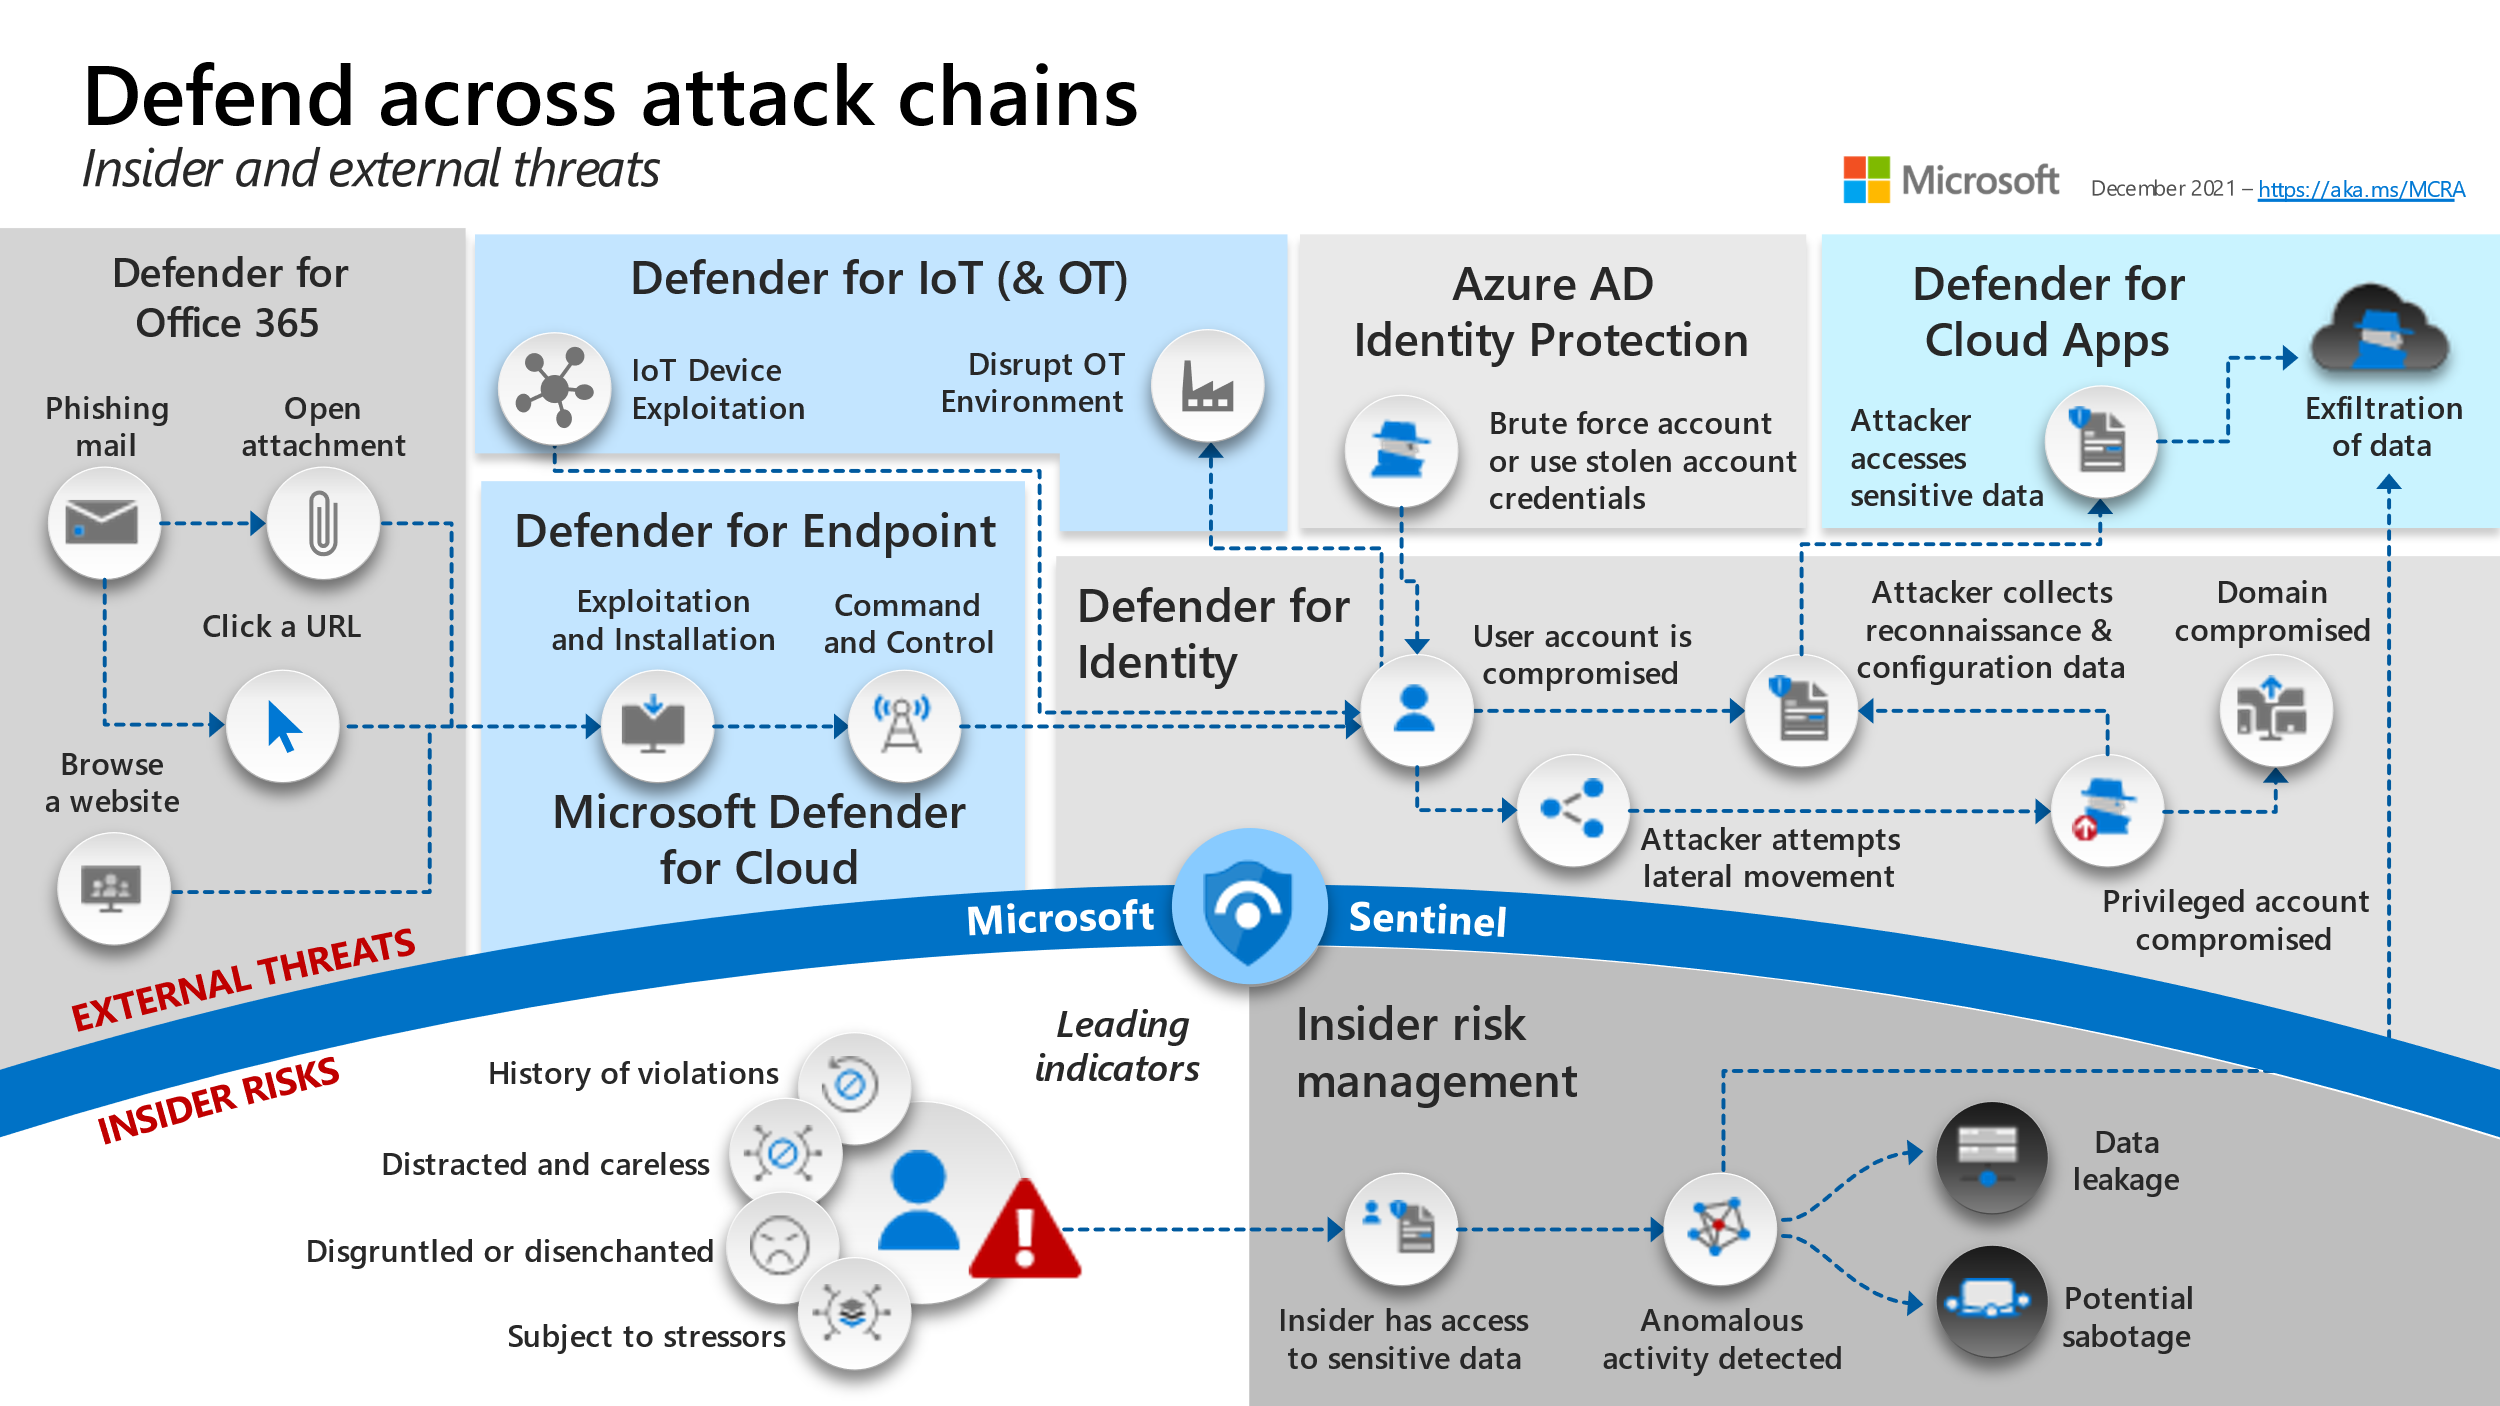 Defend across attack chains
Insider and external threats
Microsoft
December 2021 – https://aka.ms/MCRA
Defender for
Office 365
Phishing
mail
Open
attachment
Click a URL
Browse
a website
Defender for IoT (& OT)
IoT Device
Exploitation
Disrupt OT
Environment
Defender for Endpoint
Exploitation
and Installation
Command
and Control
Microsoft Defender
for Cloud
Azure AD
Identity Protection
Brute force account
or use stolen account
credentials
Defender for
Cloud Apps
Attacker
accesses
sensitive data
Exfiltration
of data
Defender for
Identity
User account is
compromised
Attacker collects
reconnaissance &
configuration data
Domain
compromised
Attacker attempts
lateral movement
Privileged account
compromised
Microsoft
Sentinel
EXTERNAL THREATS
INSIDER RISKS
Leading
indicators
History of violations
Distracted and careless
Disgruntled or disenchanted
Subject to stressors
Insider risk
management
Insider has access
to sensitive data
Anomalous
activity detected
Data
leakage
Potential
sabotage